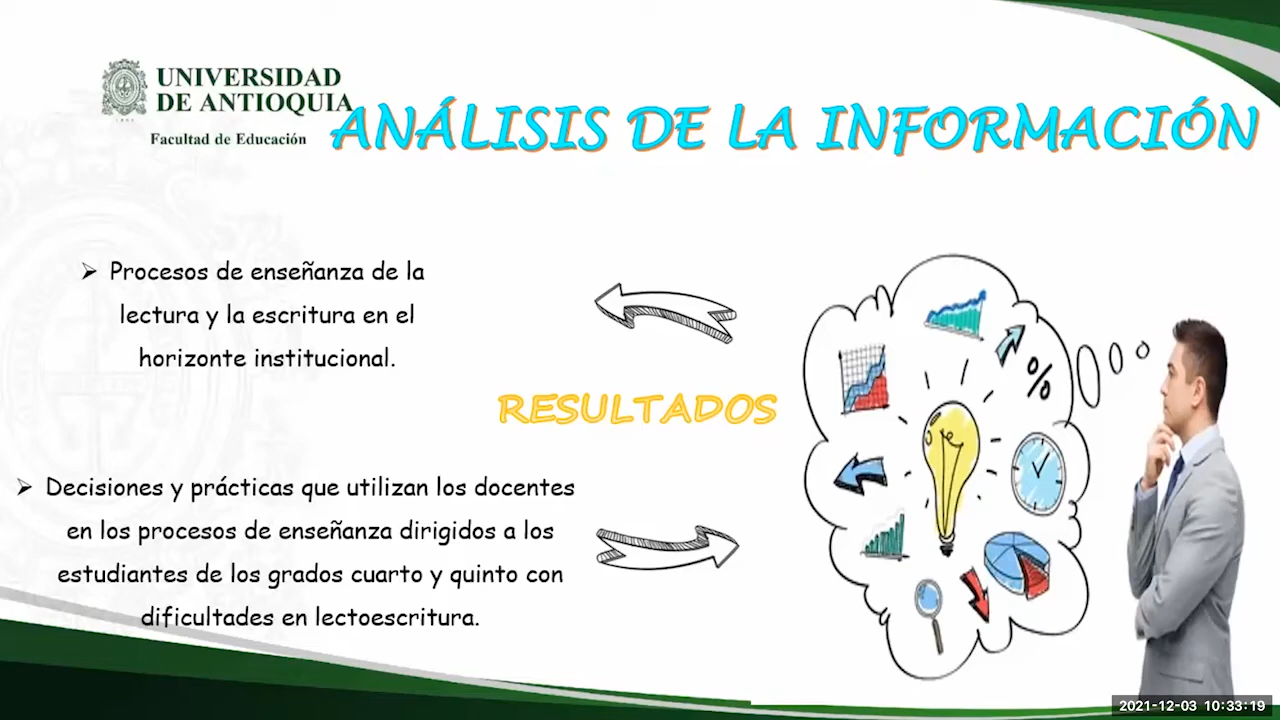 UNIVERSIDAD
DE ANTIOQUIA
Facultad de Educación
ANÁLISIS DE LA INFORMACIÓN
➢ Procesos de enseñanza de la
lectura y la escritura en el
horizonte institucional.
RESULTADOS
➢ Decisiones y prácticas que utilizan los docentes
en los procesos de enseñanza dirigidos a los
estudiantes de los grados cuarto y quinto con
dificultades en lectoescritura.
%
2021-12-03 10:33:19